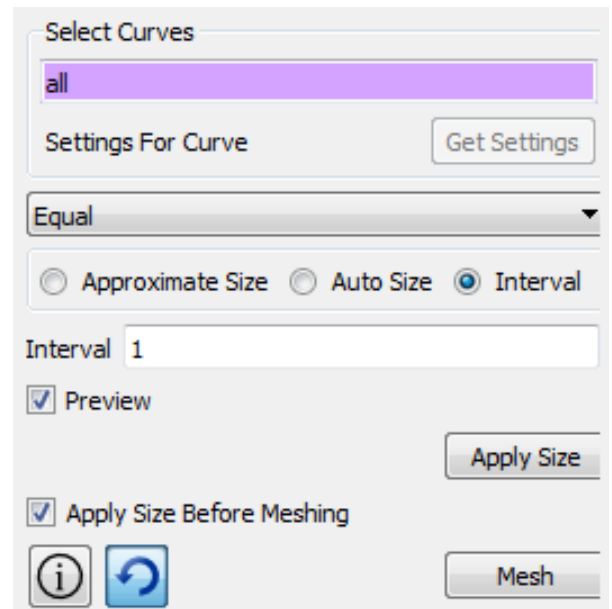 Select Curves
all
Settings For Curve Get Settings
Equal
Approximate Size Auto Size Interval
Interval 1
Preview
Apply Size
Apply Size Before Meshing
Mesh